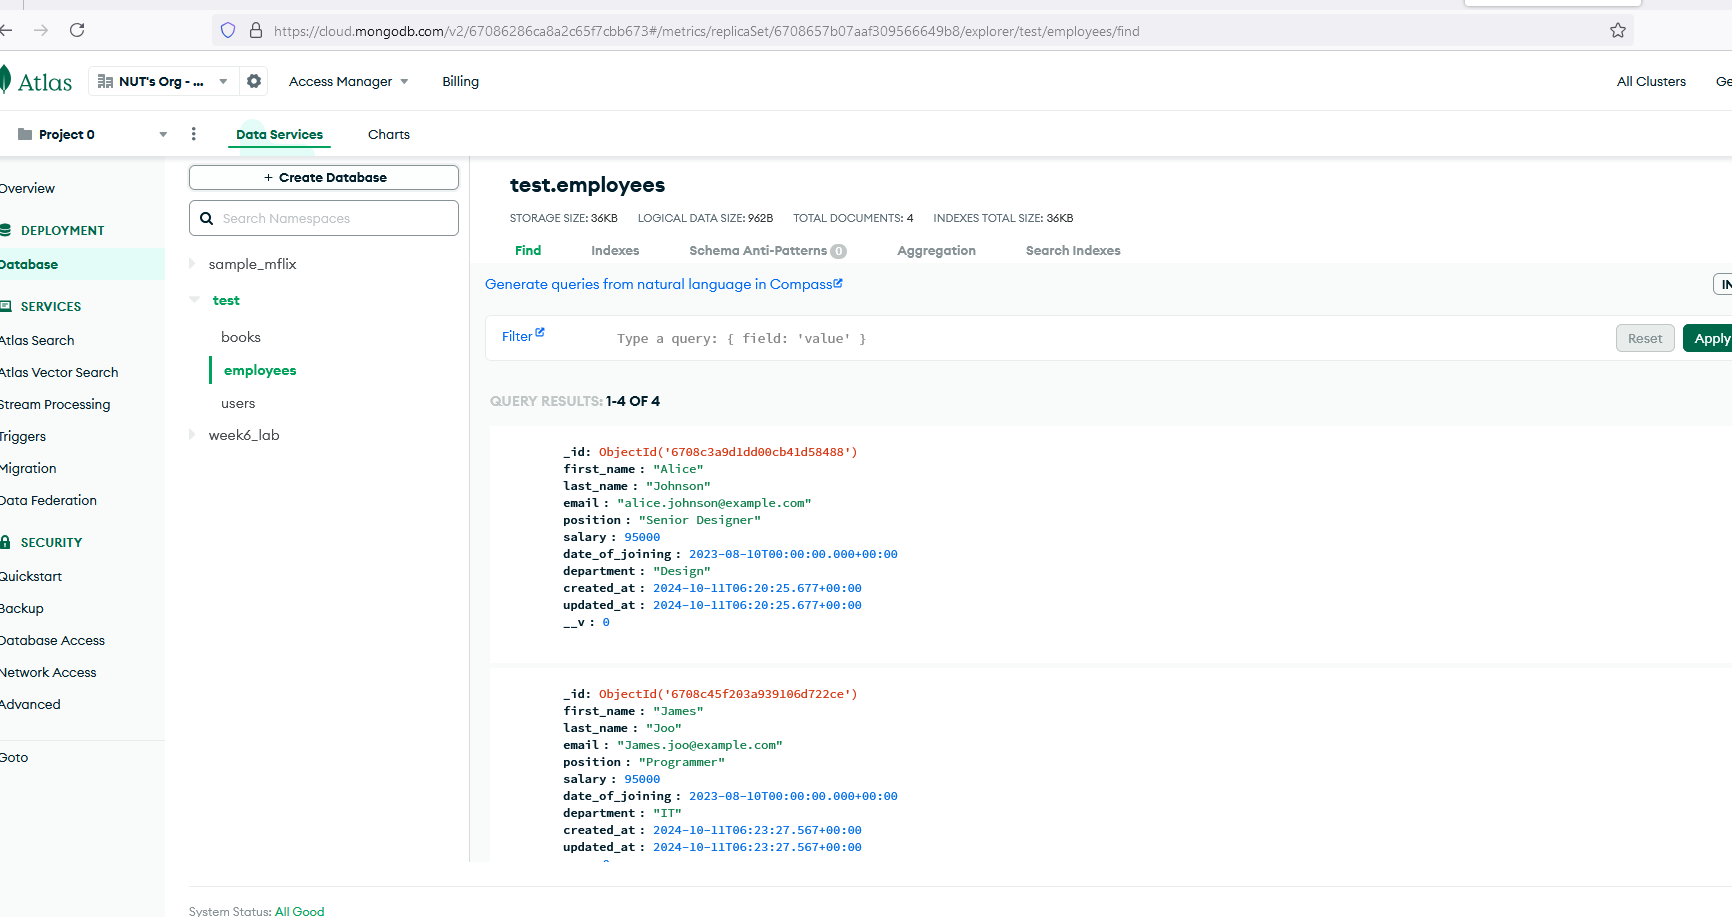 https://cloud.mongodb.com/v2/67086286ca8a2c65f7cbb673#/metrics/replicaSet/6708657b07aaf309566649b8/explorer/test/employees/find
Atlas
NUT's Org - ...
Access Manager
Billing
All Clusters
Ge
Project 0
Data Services
Charts
Overview
DEPLOYMENT
Database
SERVICES
Atlas Search
Atlas Vector Search
Stream Processing
Triggers
Migration
Data Federation
SECURITY
Quickstart
Backup
Database Access
Network Access
Advanced
Goto
+ Create Database
Search Namespaces
sample_mflix
test
books
employees
users
week6_lab
test.employees
STORAGE SIZE: 36KB LOGICAL DATA SIZE: 962B TOTAL DOCUMENTS: 4 INDEXES TOTAL SIZE: 36KB
Find Indexes Schema Anti-Patterns 0 Aggregation Search Indexes
Generate queries from natural language in Compass
IN
Filter
Type a query: { field: 'value' }
Reset
Apply
QUERY RESULTS: 1-4 OF 4
_id: ObjectId('6708c3a9d1dd00cb41d58488')
first_name : "Alice"
last_name : "Johnson"
email : "alice.johnson@example.com"
position : "Senior Designer"
salary : 95000
date_of_joining : 2023-08-10T00:00:00.000+00:00
department : "Design"
created_at : 2024-10-11T06:20:25.677+00:00
updated_at : 2024-10-11T06:20:25.677+00:00
__v : 0
_id: ObjectId('6708c45f203a939106d722ce')
first_name : "James"
last_name : "Joo"
email : "James.joo@example.com"
position : "Programmer"
salary : 95000
date_of_joining : 2023-08-10T00:00:00.000+00:00
department : "IT"
created_at : 2024-10-11T06:23:27.567+00:00
updated_at : 2024-10-11T06:23:27.567+00:00
System Status: All Good